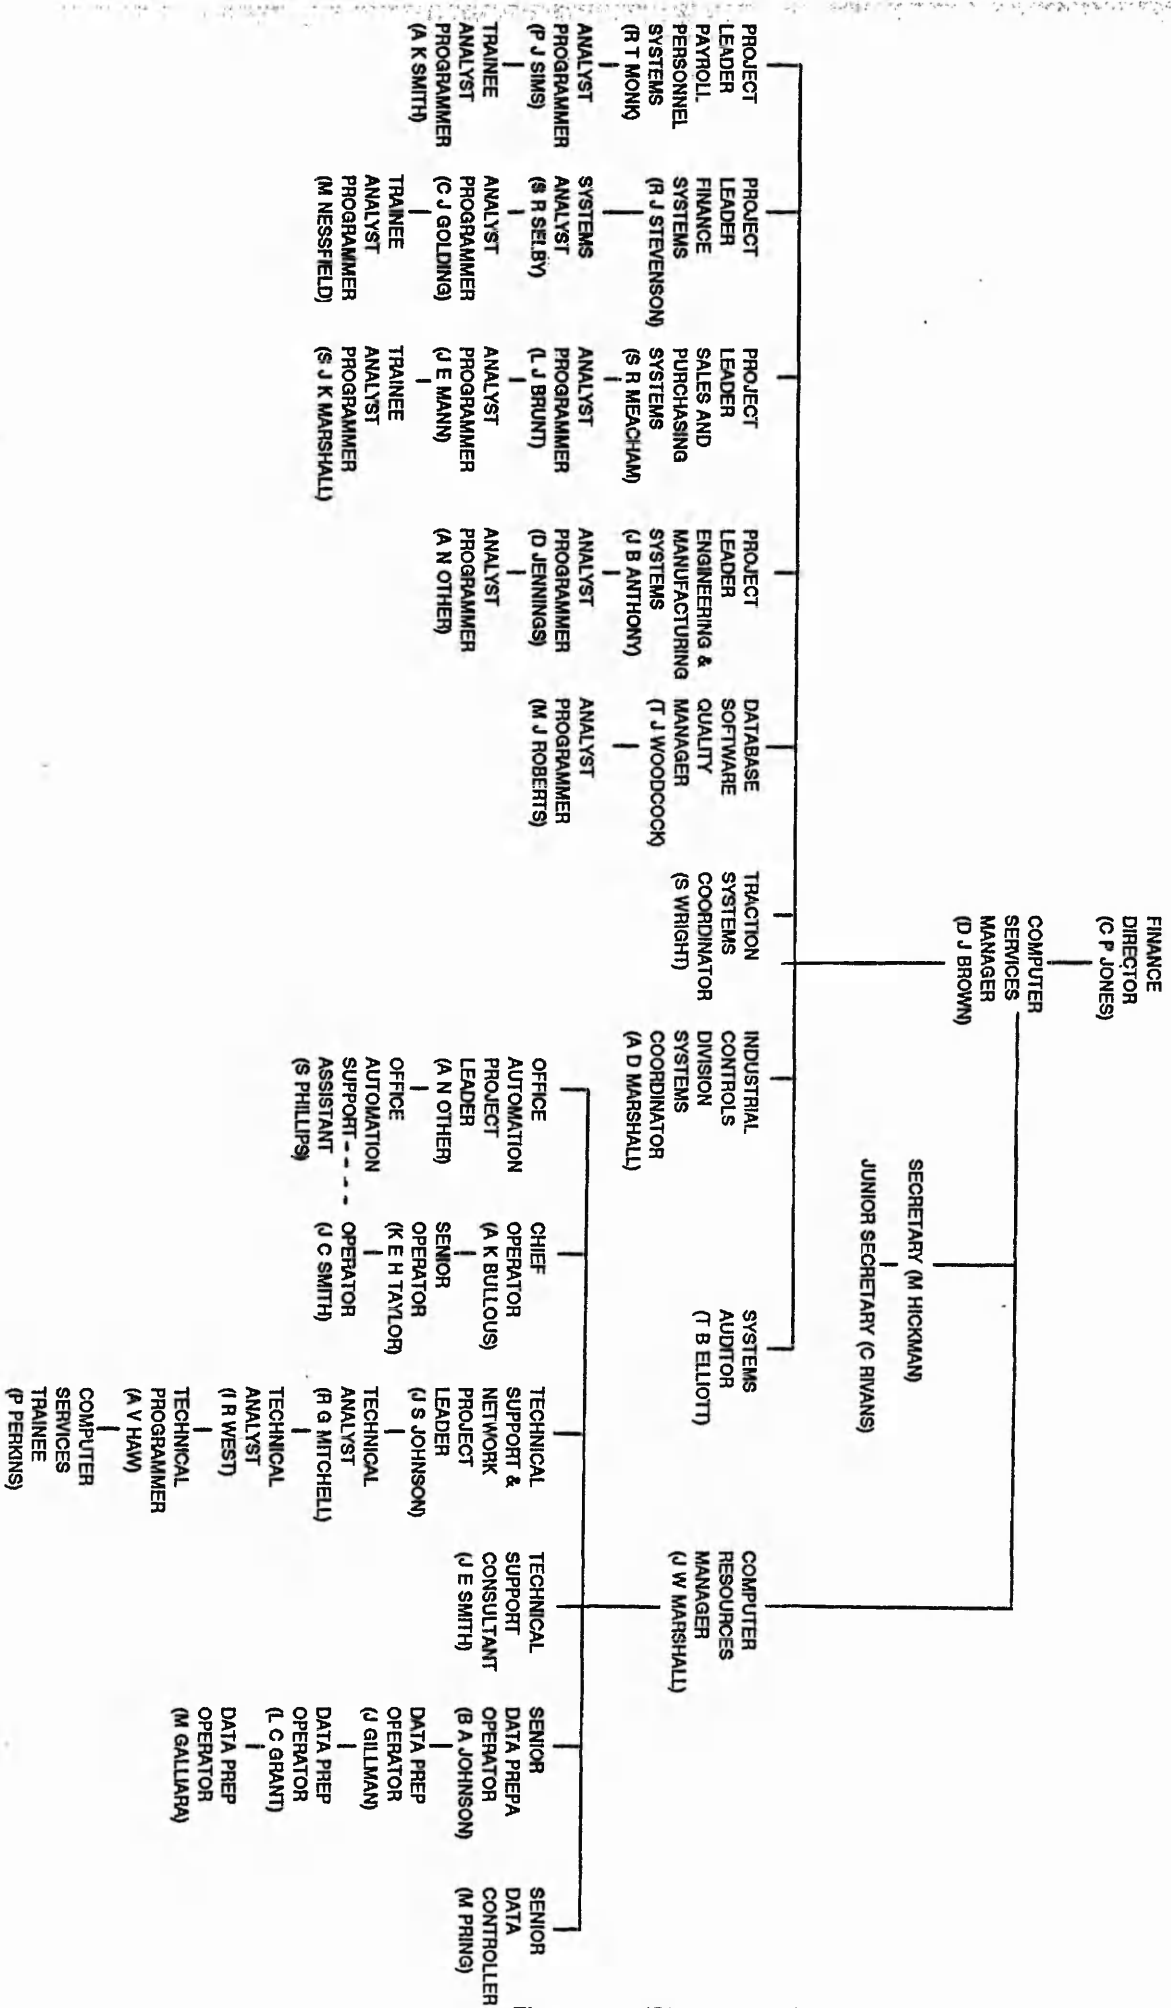 FINANCE
DIRECTOR
(C P JONES)
COMPUTER
SERVICES
MANAGER
(D J BROWN)
SECRETARY (M HICKMAN)
JUNIOR SECRETARY (C RIVANS)
PROJECT
LEADER
PAYROLL
PERSONNEL
SYSTEMS
(R T MONK)
ANALYST
PROGRAMMER
(P J SIMS)
TRAINEE
ANALYST
PROGRAMMER
(A K SMITH)
PROJECT
LEADER
FINANCE
SYSTEMS
(R J STEVENSON)
SYSTEMS
ANALYST
(S R SELBY)
ANALYST
PROGRAMMER
(C J GOLDING)
TRAINEE
ANALYST
PROGRAMMER
(M NESSFIELD)
PROJECT
LEADER
SALES AND
PURCHASING
SYSTEMS
(S R MEACHAM)
ANALYST
PROGRAMMER
(L J BRUNT)
ANALYST
PROGRAMMER
(J E MANN)
TRAINEE
ANALYST
PROGRAMMER
(S J K MARSHALL)
PROJECT
LEADER
ENGINEERING &
MANUFACTURING
SYSTEMS
(J B ANTHONY)
ANALYST
PROGRAMMER
(D JENNINGS)
ANALYST
PROGRAMMER
(A N OTHER)
DATABASE
SOFTWARE
QUALITY
MANAGER
(T J WOODCOCK)
ANALYST
PROGRAMMER
(M J ROBERTS)
TRACTION
SYSTEMS
COORDINATOR
(S WRIGHT)
INDUSTRIAL
CONTROLS
DIVISION
SYSTEMS
COORDINATOR
(A D MARSHALL)
SYSTEMS
AUDITOR
(T B ELLIOTT)
COMPUTER
RESOURCES
MANAGER
(J W MARSHALL)
OFFICE
AUTOMATION
PROJECT
LEADER
(A N OTHER)
OFFICE
AUTOMATION
SUPPORT
ASSISTANT
(S PHILLIPS)
CHIEF
OPERATOR
(A K BULLOUS)
SENIOR
OPERATOR
(K E H TAYLOR)
OPERATOR
(J C SMITH)
TECHNICAL
SUPPORT &
NETWORK
PROJECT
LEADER
(J S JOHNSON)
TECHNICAL
ANALYST
(R G MITCHELL)
TECHNICAL
ANALYST
(I R WEST)
TECHNICAL
PROGRAMMER
(A V HAW)
COMPUTER
SERVICES
TRAINEE
(P PERKINS)
TECHNICAL
SUPPORT
CONSULTANT
(J E SMITH)
SENIOR
DATA PREPA
OPERATOR
(B A JOHNSON)
DATA PREP
OPERATOR
(J GILLMAN)
DATA PREP
OPERATOR
(L C GRANT)
DATA PREP
OPERATOR
(M GALLIARA)
SENIOR
DATA
CONTROLLER
(M PRING)